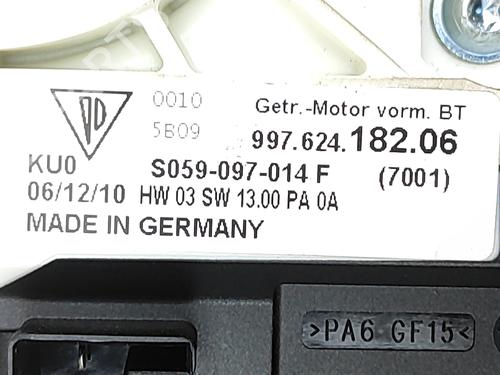 0010
Getr.-Motor vorm. BT
5B09
997.624.182.06
KU0
S059-097-014 F (7001)
06/12/10 HW 03 SW 13.00 PA 0A
MADE IN GERMANY
>PA6 GF15<